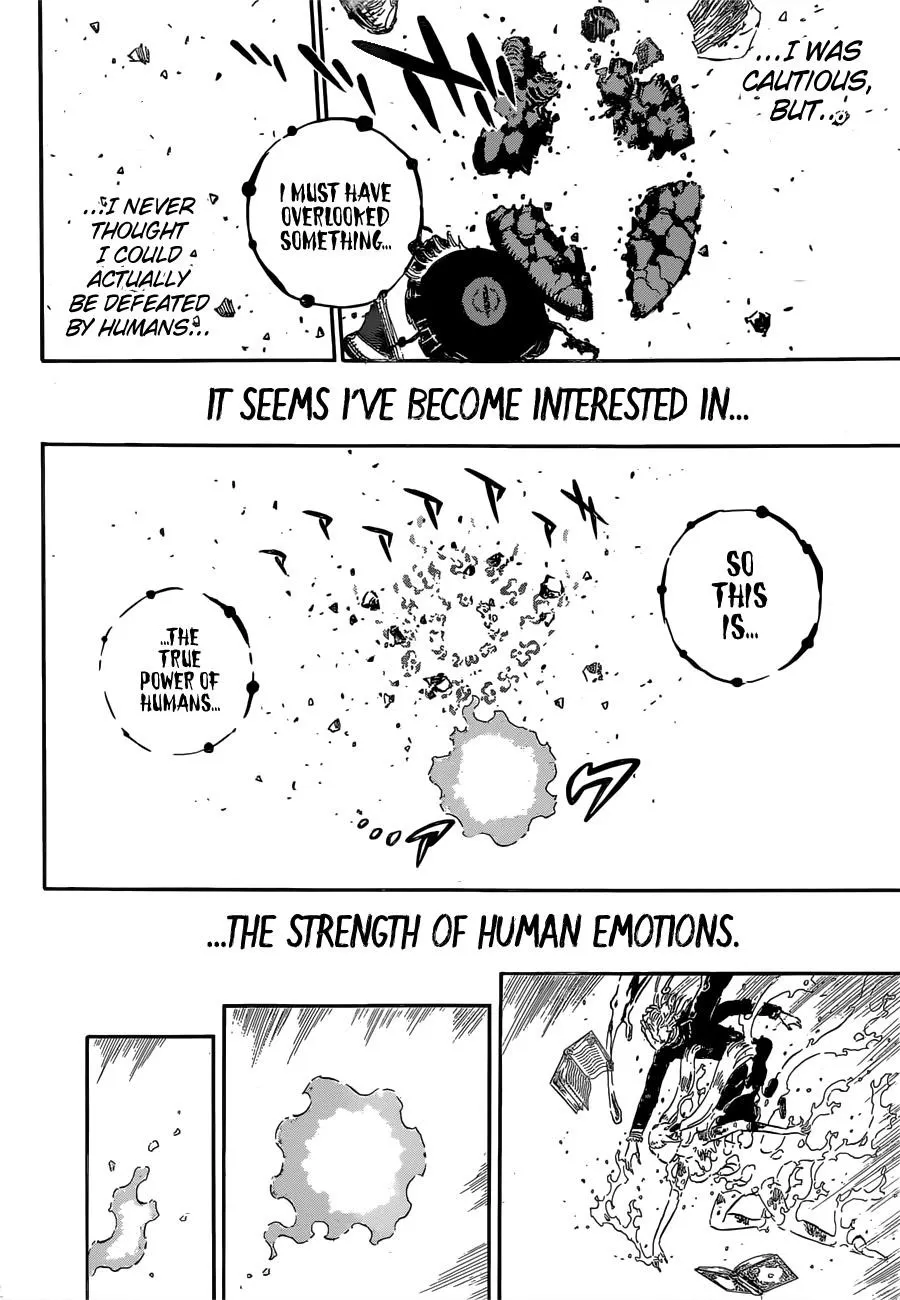 ...I WAS
CAUTIOUS,
BUT...
I MUST HAVE
OVERLOOKED
SOMETHING...
...I NEVER
THOUGHT
I COULD
ACTUALLY
BE DEFEATED
BY HUMANS...
IT SEEMS I'VE BECOME INTERESTED IN...
SO
THIS
IS...
...THE
TRUE
POWER OF
HUMANS...
...THE STRENGTH OF HUMAN EMOTIONS.